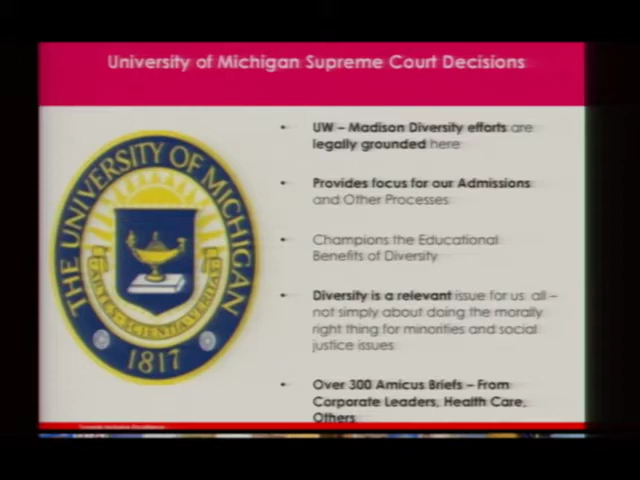 University of Michigan Supreme Court Decisions
THE UNIVERSITY OF MICHIGAN
ARTES SCIENTIA VERITAS
1817
• UW – Madison Diversity efforts are
legally grounded here
• Provides focus for our Admissions
and Other Processes
• Champions the Educational
Benefits of Diversity
• Diversity is a relevant issue for us all –
not simply about doing the morally
right thing for minorities and social
justice issues
• Over 300 Amicus Briefs – From
Corporate Leaders, Health Care,
Others